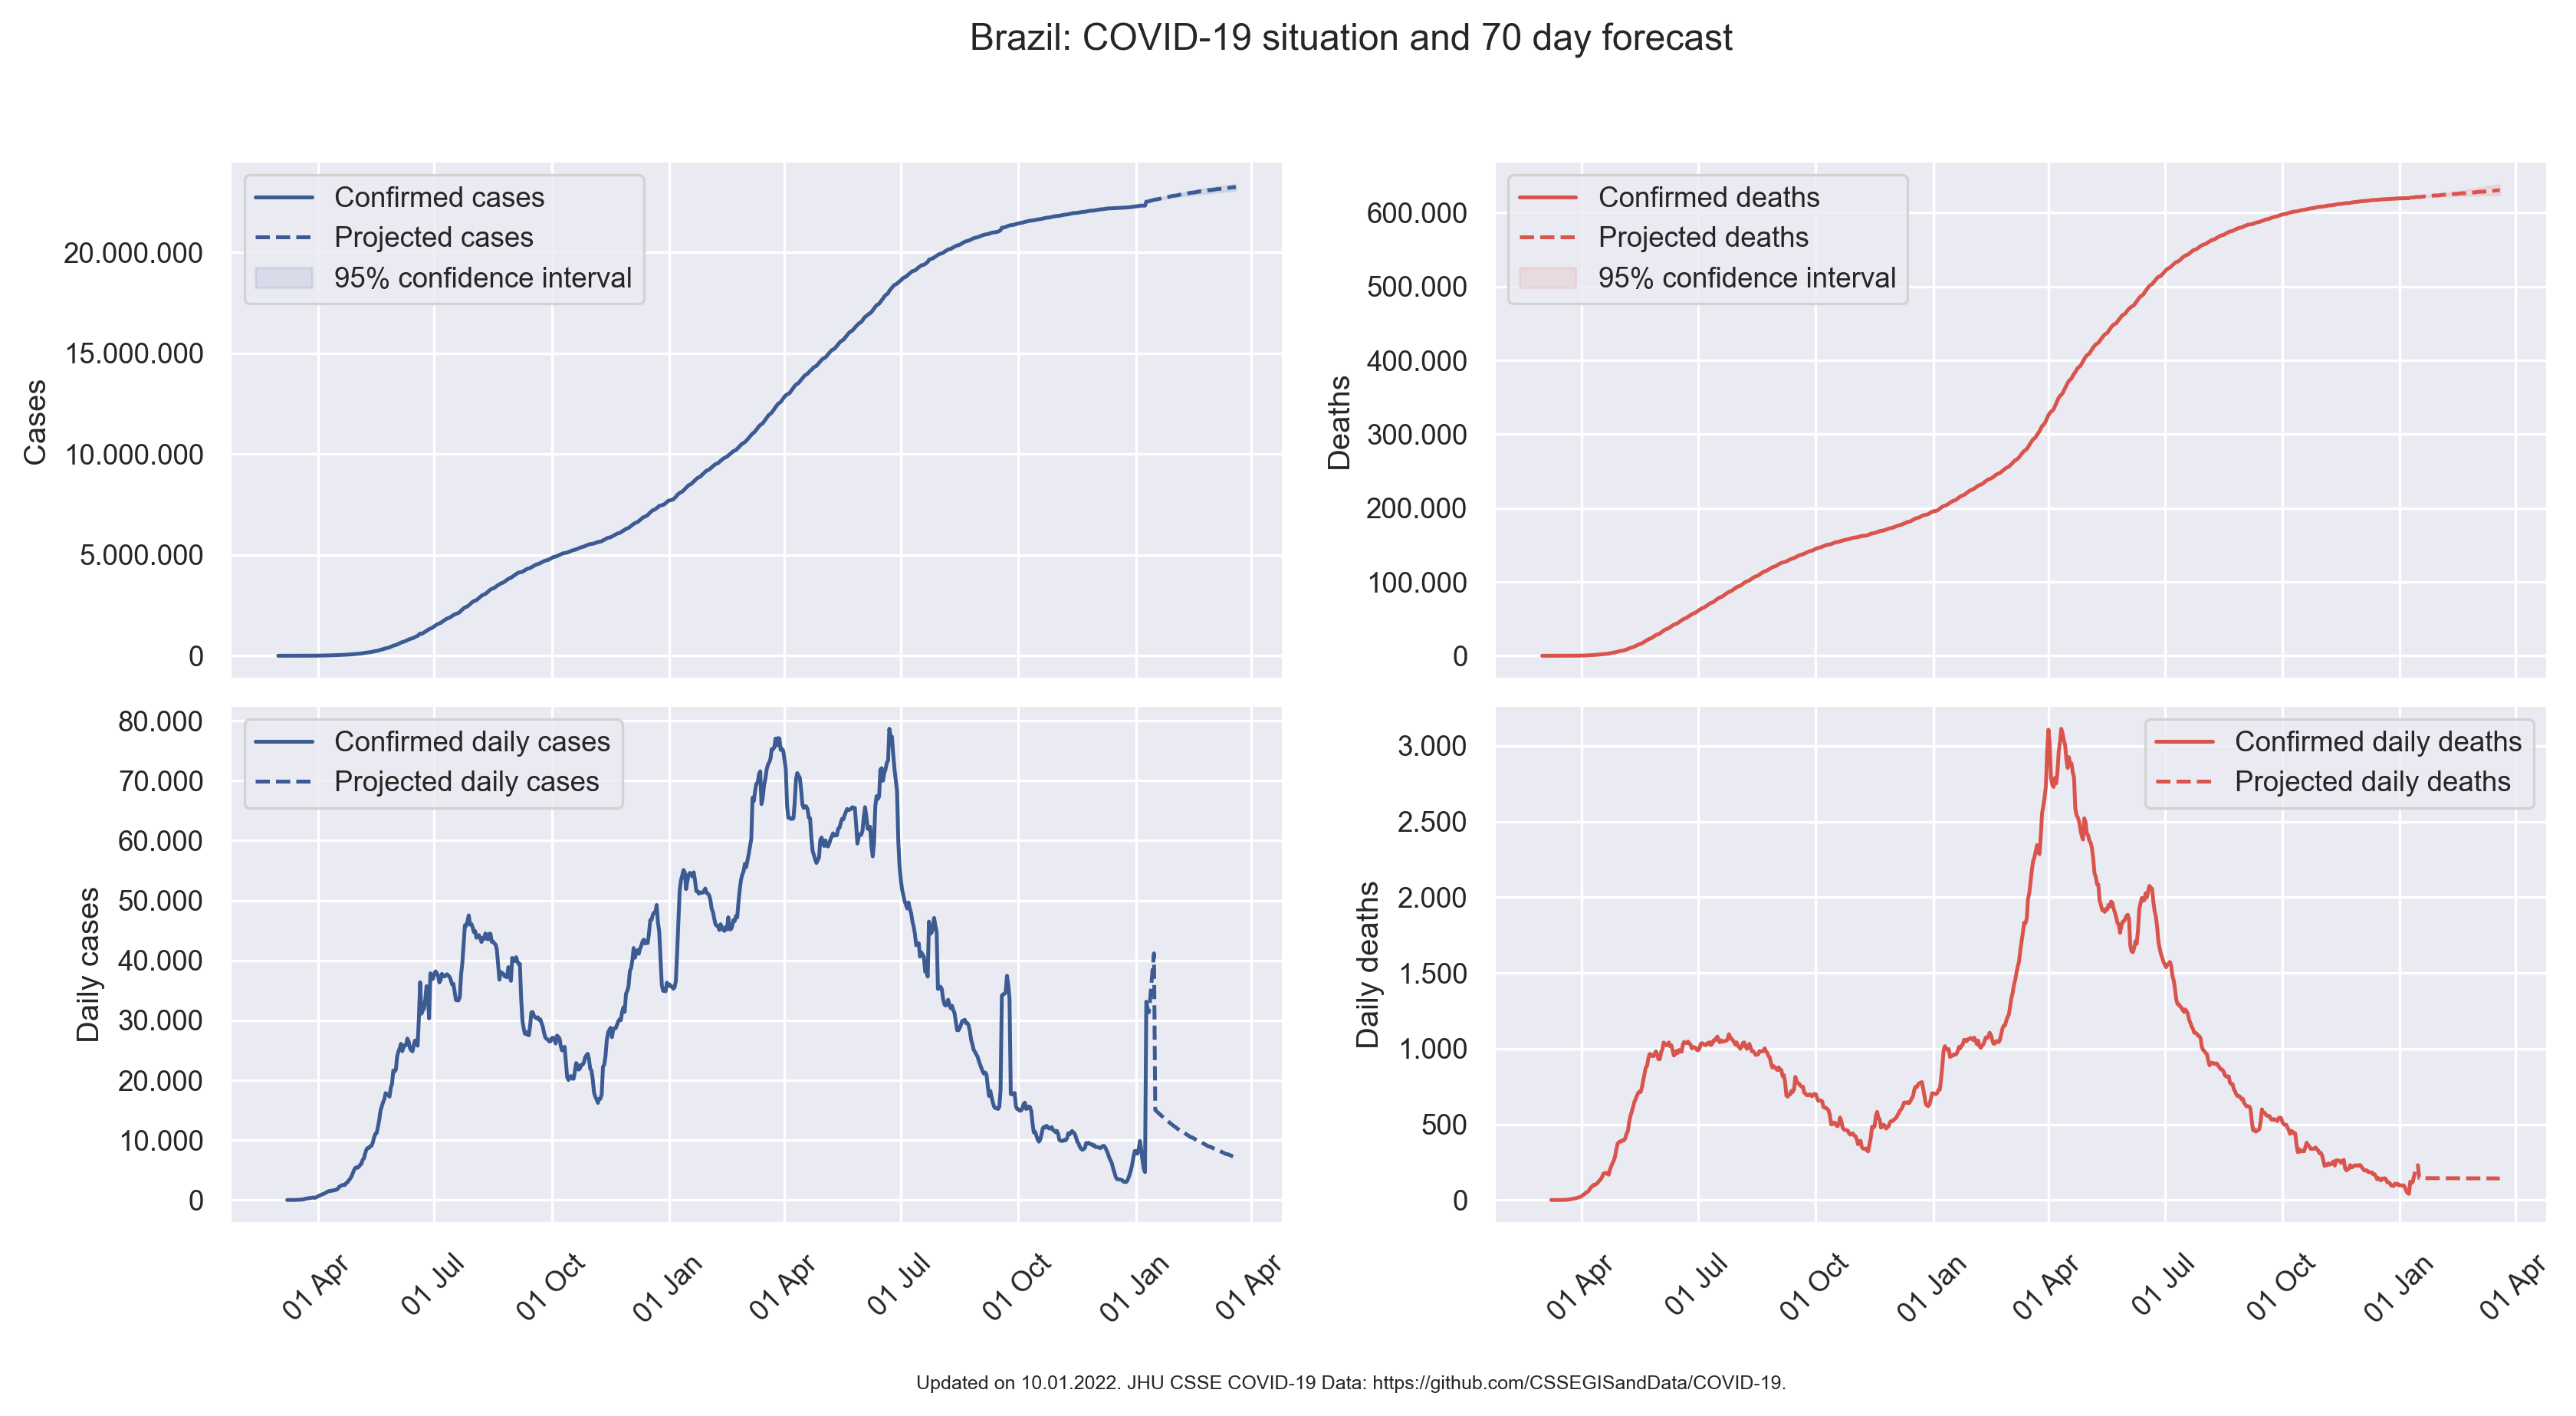 Brazil: COVID-19 situation and 70 day forecast
Confirmed cases
Projected cases
95% confidence interval
Cases
20.000.000
15.000.000
10.000.000
5.000.000
0
Confirmed deaths
Projected deaths
95% confidence interval
Deaths
600.000
500.000
400.000
300.000
200.000
100.000
0
Confirmed daily cases
Projected daily cases
Daily cases
80.000
70.000
60.000
50.000
40.000
30.000
20.000
10.000
0
01 Apr
01 Jul
01 Oct
01 Jan
01 Apr
01 Jul
01 Oct
01 Jan
01 Apr
Confirmed daily deaths
Projected daily deaths
Daily deaths
3.000
2.500
2.000
1.500
1.000
500
0
01 Apr
01 Jul
01 Oct
01 Jan
01 Apr
01 Jul
01 Oct
01 Jan
01 Apr
Updated on 10.01.2022. JHU CSSE COVID-19 Data: https://github.com/CSSEGISandData/COVID-19.